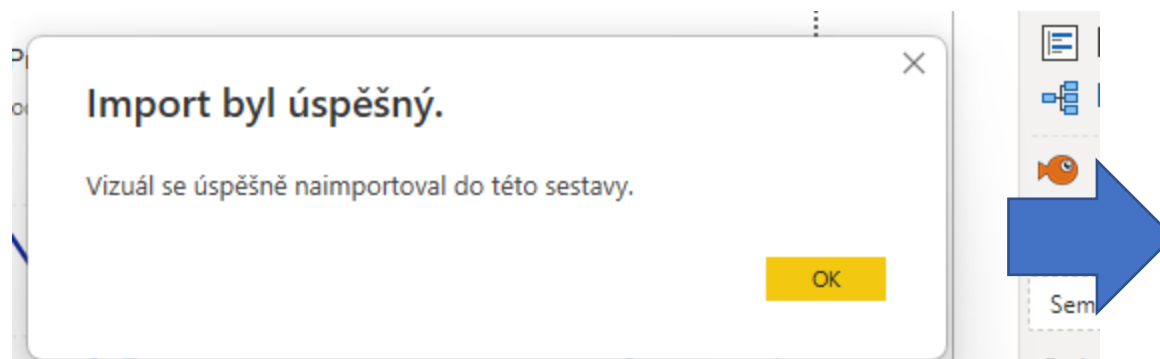 Import byl úspěšný.
Vizuál se úspěšně naimportoval do této sestavy.
OK
Sem